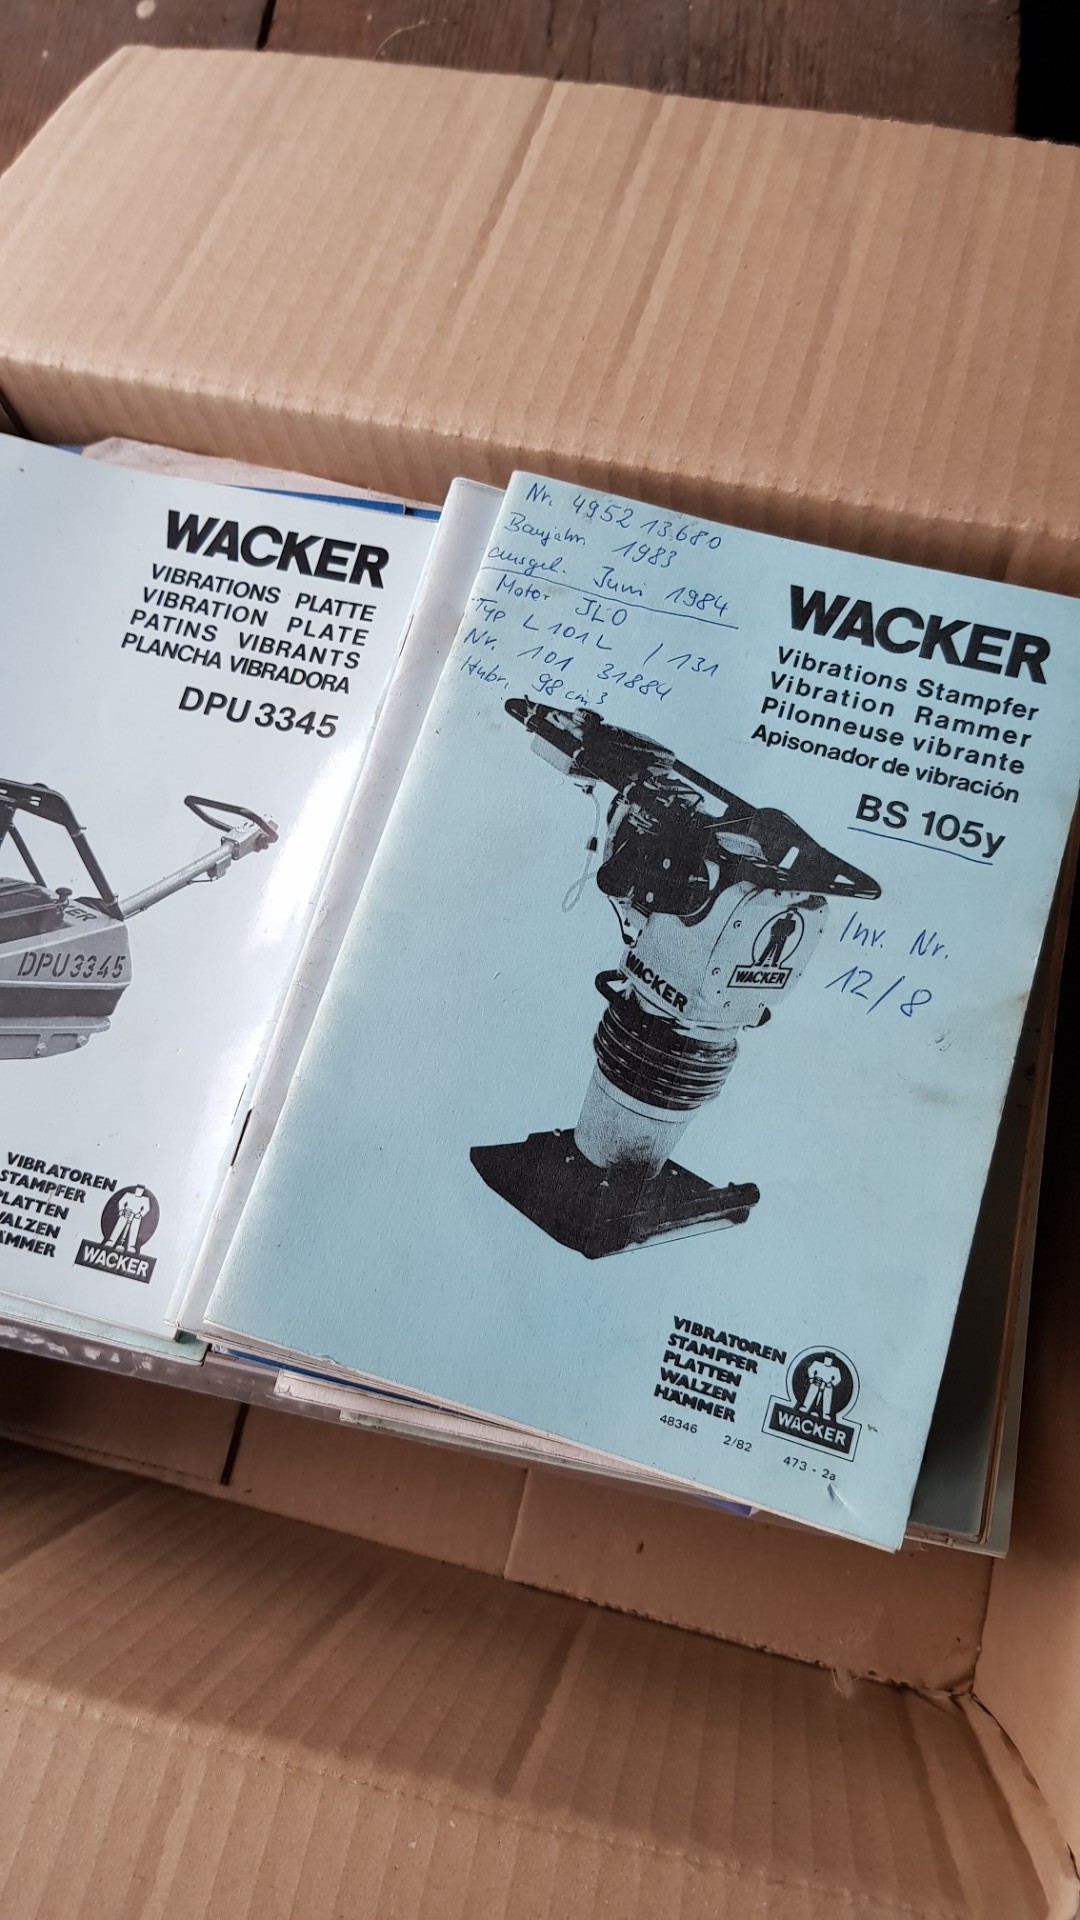 WACKER
VIBRATIONS PLATTE
VIBRATION PLATE
PATINS VIBRANTS
PLANCHA VIBRADORA
DPU 3345
DPU3345
VIBRATOREN
STAMPFER
PLATTEN
WALZEN
HÄMMER
WACKER
Nr. 4952 13.680
Baujahr 1983
ausgel. Juni 1984
Motor JLO
Typ L 101 L / 131
Nr. 101 31884
Hubr. 98 cm3
WACKER
Vibrations Stampfer
Vibration Rammer
Pilonneuse vibrante
Apisonador de vibración
BS 105y
WACKER
WACKER
Inv. Nr.
12/8
VIBRATOREN
STAMPFER
PLATTEN
WALZEN
HÄMMER
WACKER
48346 2/82 473 - 2a